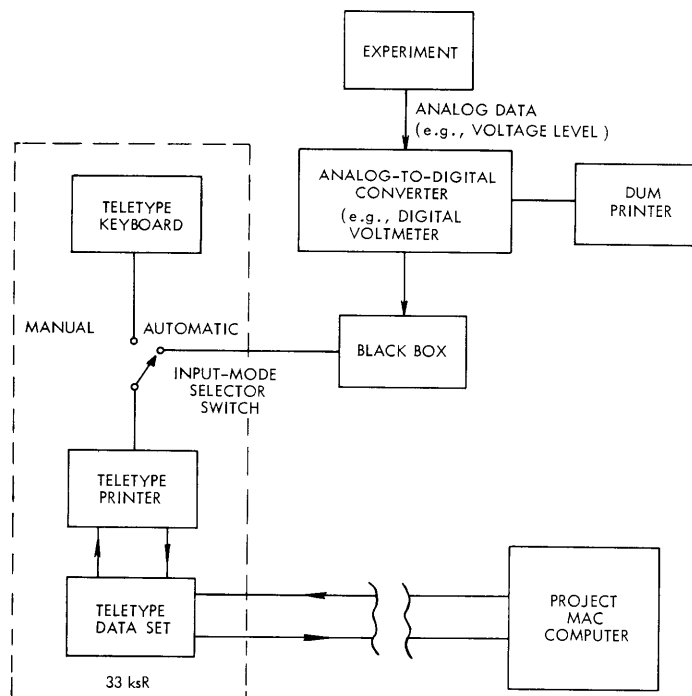 EXPERIMENT
ANALOG DATA
(e.g., VOLTAGE LEVEL)
ANALOG-TO-DIGITAL
CONVERTER
(e.g., DIGITAL
VOLTMETER
DUM
PRINTER
TELETYPE
KEYBOARD
MANUAL
AUTOMATIC
INPUT-MODE
SELECTOR
SWITCH
BLACK BOX
TELETYPE
PRINTER
TELETYPE
DATA SET
33 ksR
PROJECT
MAC
COMPUTER